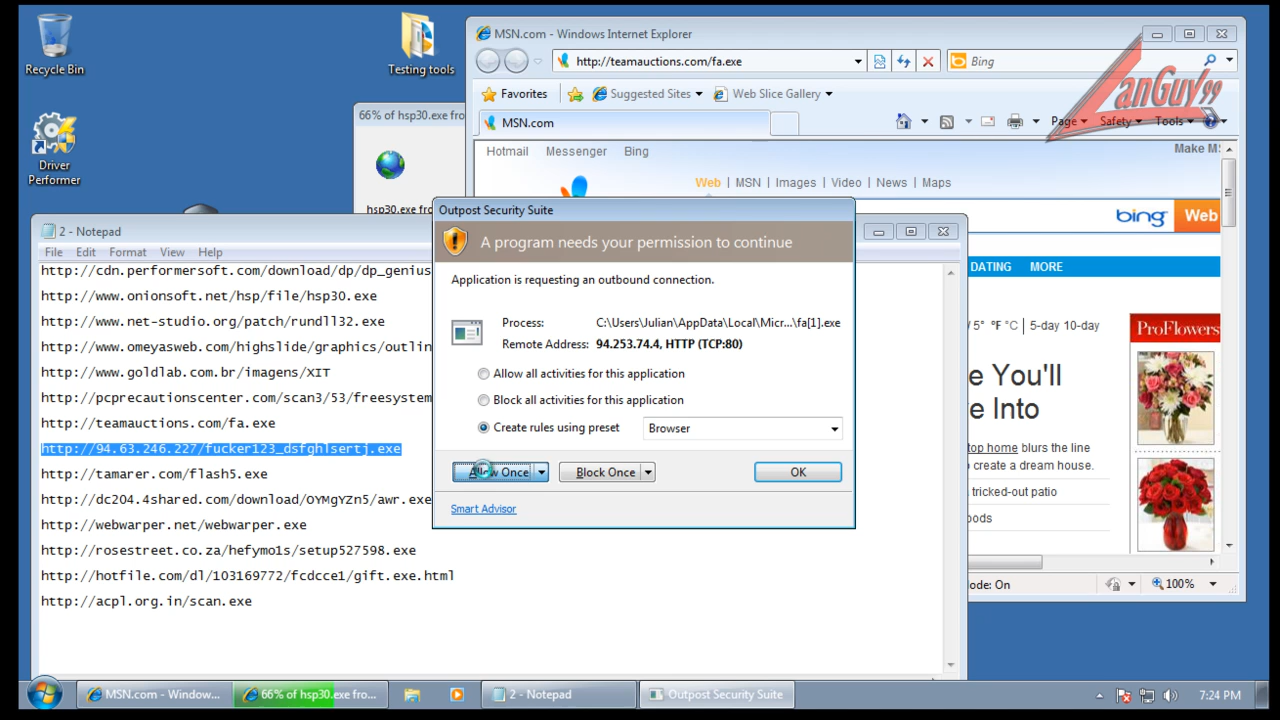 Recycle Bin
Testing tools
Driver
Performer
66% of hsp30.exe fro
hsp30.exe from
MSN.com - Windows Internet Explorer
http://teamauctions.com/fa.exe
Bing
Favorites
Suggested Sites
Web Slice Gallery
MSN.com
Page
Safety
Tools
anGuy99
Hotmail Messenger Bing
Make M
Web | MSN | Images | Video | News | Maps
bing
Web
DATING MORE
°F °C | 5-day 10-day
ProFlowers
e You'll
e Into
top home blurs the line
o create a dream house.
tricked-out patio
ode: On
100%
2 - Notepad
File Edit Format View Help
http://cdn.performersoft.com/download/dp/dp_genius
http://www.onionsoft.net/hsp/file/hsp30.exe
http://www.net-studio.org/patch/rundll32.exe
http://www.omeyasweb.com/highslide/graphics/outlin
http://www.goldlab.com.br/imagens/XIT
http://pcprecautionscenter.com/scan3/53/freesystem
http://teamauctions.com/fa.exe
http://94.63.246.227/fucker123_dsfghlsertj.exe
http://tamarer.com/flash5.exe
http://dc204.4shared.com/download/OYMgYZn5/awr.exe
http://webwarper.net/webwarper.exe
http://rosestreet.co.za/hefymo1s/setup527598.exe
http://hotfile.com/dl/103169772/fcdcce1/gift.exe.html
http://acpl.org.in/scan.exe
Outpost Security Suite
A program needs your permission to continue
Application is requesting an outbound connection.
Process: C:\Users\Julian\AppData\Local\Micr...\fa[1].exe
Remote Address: 94.253.74.4, HTTP (TCP:80)
Allow all activities for this application
Block all activities for this application
Create rules using preset
Browser
Allow Once
Block Once
OK
Smart Advisor
MSN.com - Window...
66% of hsp30.exe fro...
2 - Notepad
Outpost Security Suite
7:24 PM